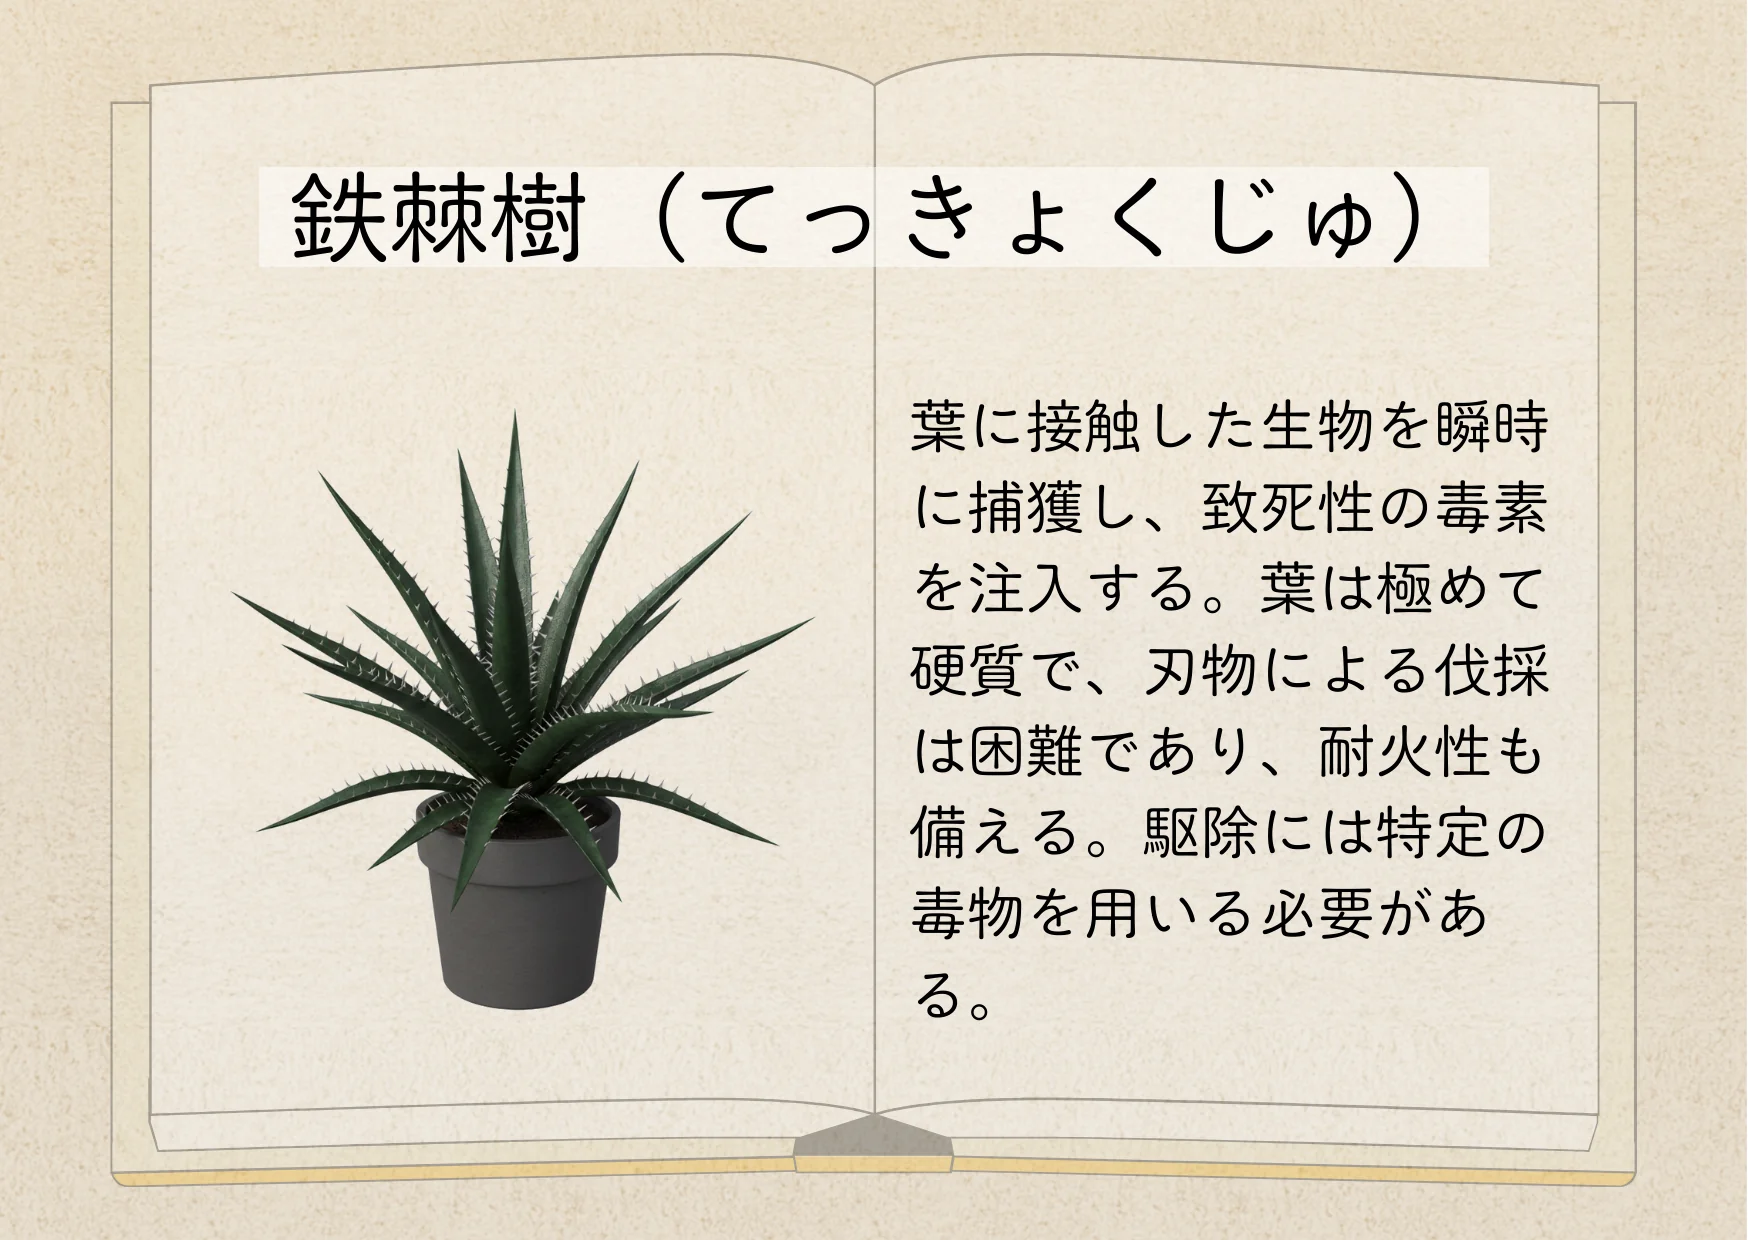 鉄棘樹（てっきょくじゅ）
葉に接触した生物を瞬時
に捕獲し、致死性の毒素
を注入する。葉は極めて
硬質で、刃物による伐採
は困難であり、耐火性も
備える。駆除には特定の
毒物を用いる必要があ
る。